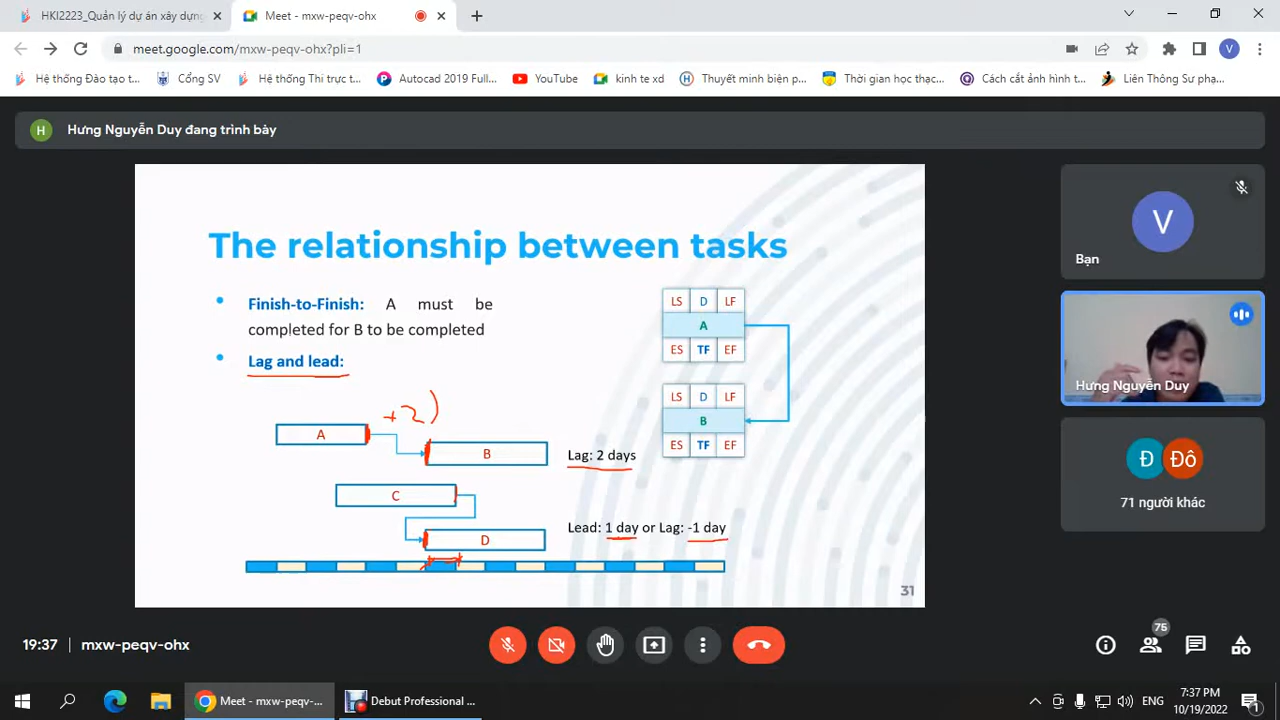 HKI2223_Quản lý dự án xây dựng
Meet - mxw-peqv-ohx
meet.google.com/mxw-peqv-ohx?pli=1
V
Hệ thống Đào tạo t...
Cổng SV
Hệ thống Thi trực t...
Autocad 2019 Full...
YouTube
kinh te xd
Thuyết minh biện p...
Thời gian học thạc...
Cách cắt ảnh hình t...
Liên Thông Sư phạ...
H
Hưng Nguyễn Duy đang trình bày
The relationship between tasks
Finish-to-Finish: A must be
completed for B to be completed
Lag and lead:
+2)
A
B
Lag: 2 days
C
D
Lead: 1 day or Lag: -1 day
LS D LF
A
ES TF EF
LS D LF
B
ES TF EF
31
V
Bạn
Hưng Nguyễn Duy
Đ
Đô
71 người khác
19:37
mxw-peqv-ohx
75
Meet - mxw-peqv-...
Debut Professional ...
ENG
7:37 PM
10/19/2022
1